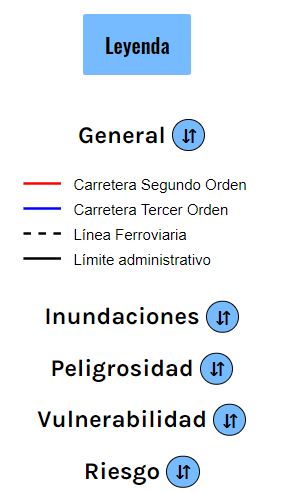 Leyenda
General
Carretera Segundo Orden
Carretera Tercer Orden
Línea Ferroviaria
Límite administrativo
Inundaciones
Peligrosidad
Vulnerabilidad
Riesgo